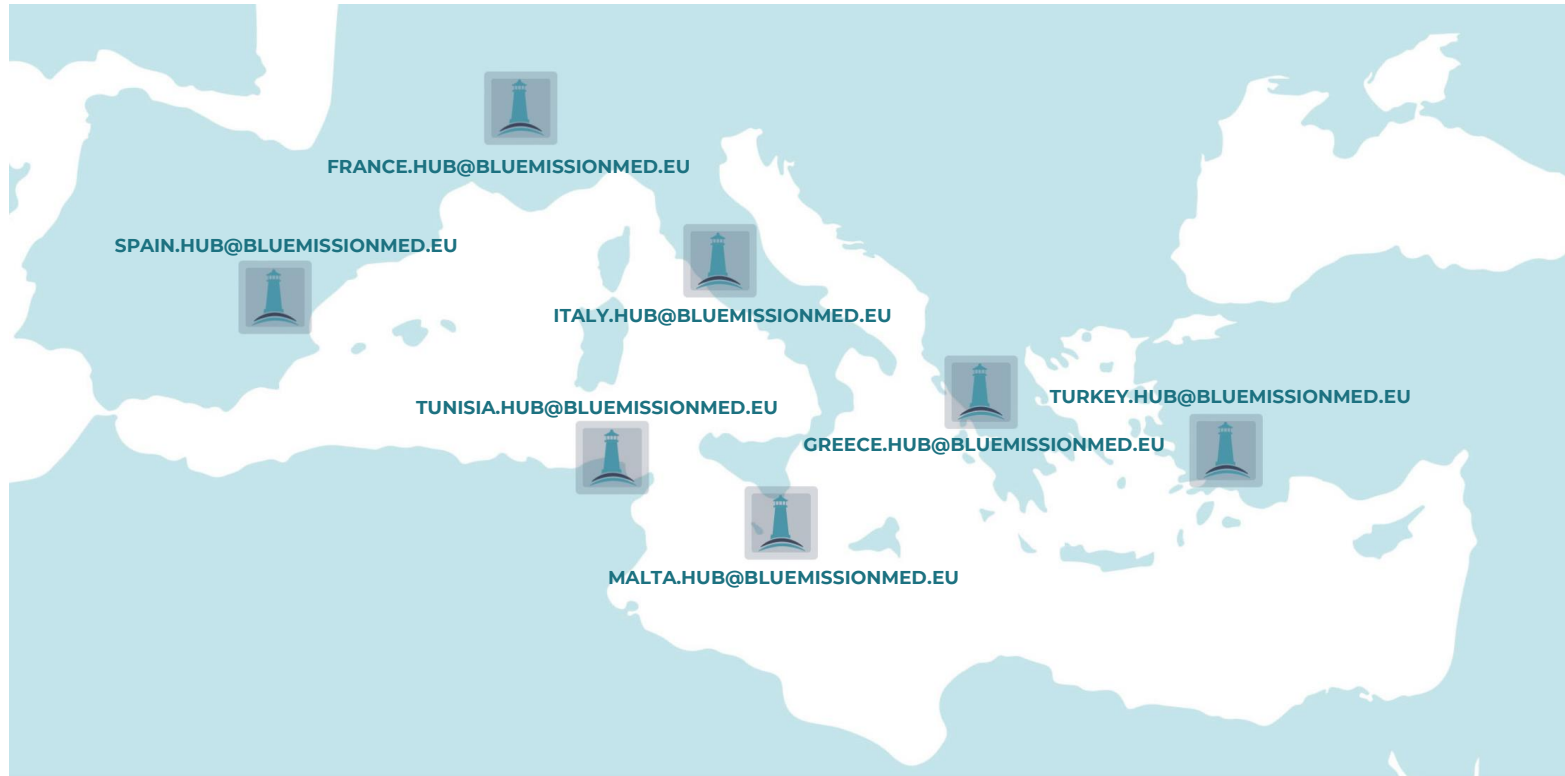 FRANCE.HUB@BLUEMISSIONMED.EU
SPAIN.HUB@BLUEMISSIONMED.EU
ITALY.HUB@BLUEMISSIONMED.EU
TURKEY.HUB@BLUEMISSIONMED.EU
TUNISIA.HUB@BLUEMISSIONMED.EU
GREECE.HUB@BLUEMISSIONMED.EU
MALTA.HUB@BLUEMISSIONMED.EU